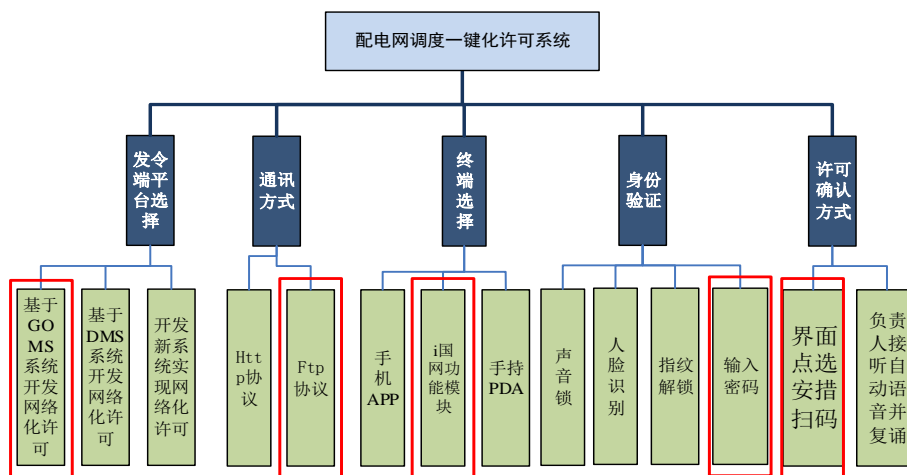 配电网调度一键化许可系统
发令
端平
台选
择
通讯
方式
终
端
选
择
身份
验证
许可
确认
方式
基于
GO
MS
系统
开发
网络
化许
可
基于
DMS
系统
开发
网络
化许
可
开发
新系
统实
现网
络化
许可
Htt
p协
议
Ftp
协议
手
机
APP
i国
网功
能模
块
手持
PDA
声
音
锁
人
脸
识
别
指纹
解锁
输入
密码
界面
点选
安措
扫码
负责
人接
听自
动语
音并
复诵